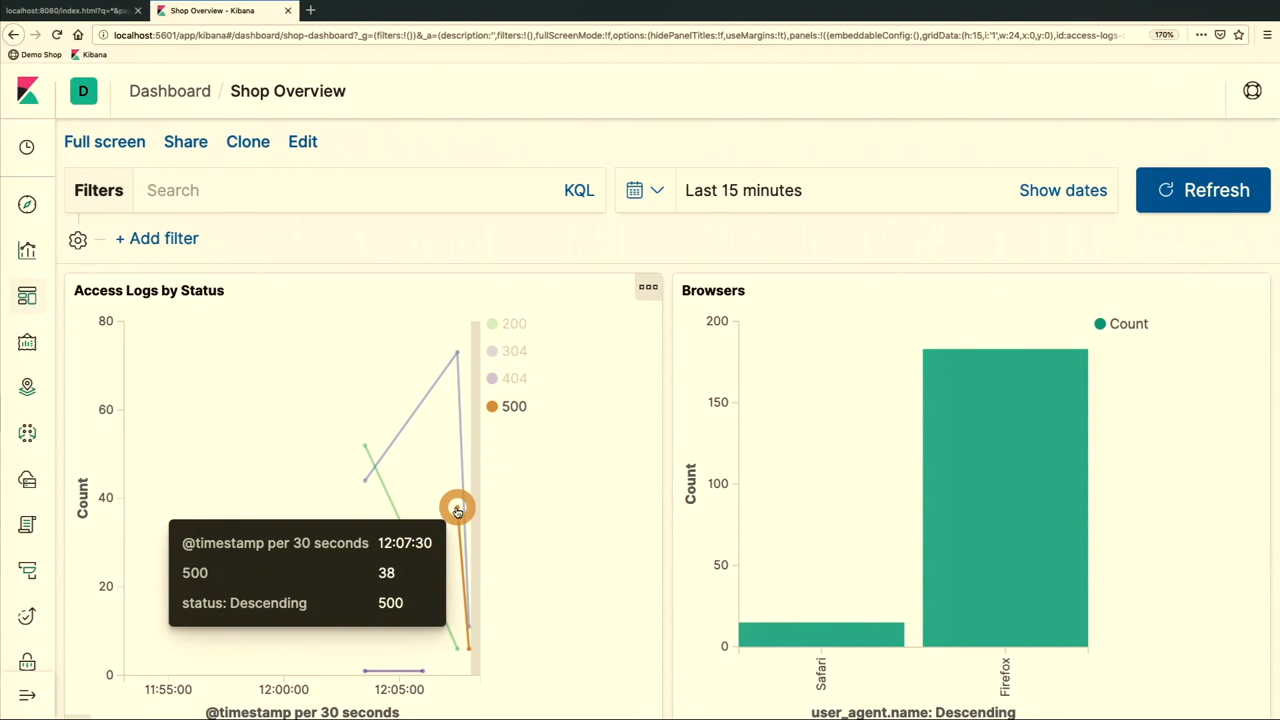 localhost:8080/index.html?q=*&pa
Shop Overview - Kibana
localhost:5601/app/kibana#/dashboard/shop-dashboard?_g=(filters:!())&_a=(description:'',filters:!(),fullScreenMode:!f,options:(hidePanelTitles:!f,useMargins:!t),panels:!((embeddableConfig:(),gridData:(h:15,i:'1',w:24,x:0,y:0),id:access-logs-
170%
Demo Shop
Kibana
D
Dashboard / Shop Overview
Full screen
Share
Clone
Edit
Filters
Search
KQL
Last 15 minutes
Show dates
Refresh
+ Add filter
Access Logs by Status
80
60
40
20
0
Count
11:55:00
12:00:00
12:05:00
@timestamp per 30 seconds
200
304
404
500
@timestamp per 30 seconds 12:07:30
500 38
status: Descending 500
Browsers
200
150
100
50
0
Count
Safari
Firefox
user_agent.name: Descending
Count